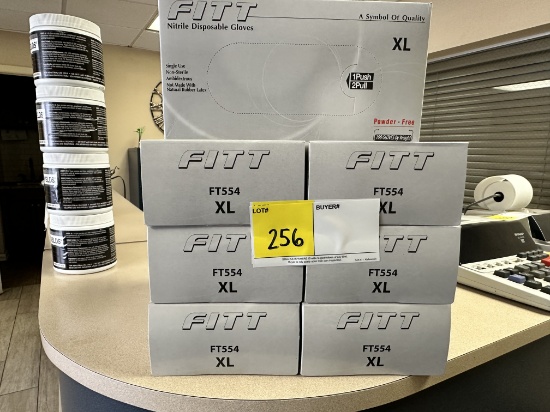 FITT
A Symbol Of Quality
Nitrile Disposable Gloves
XL
Single Use
Non-Sterile
Ambidextrous
Not Made With
Natural Rubber Latex
1Push
2Pull
Powder - Free
FITT
FT554
XL
FITT
FT554
XL
LOT#
256
BUYER#
FITT
FT554
XL
FITT
FT554
XL
FITT
FT554
XL
FITT
FT554
XL